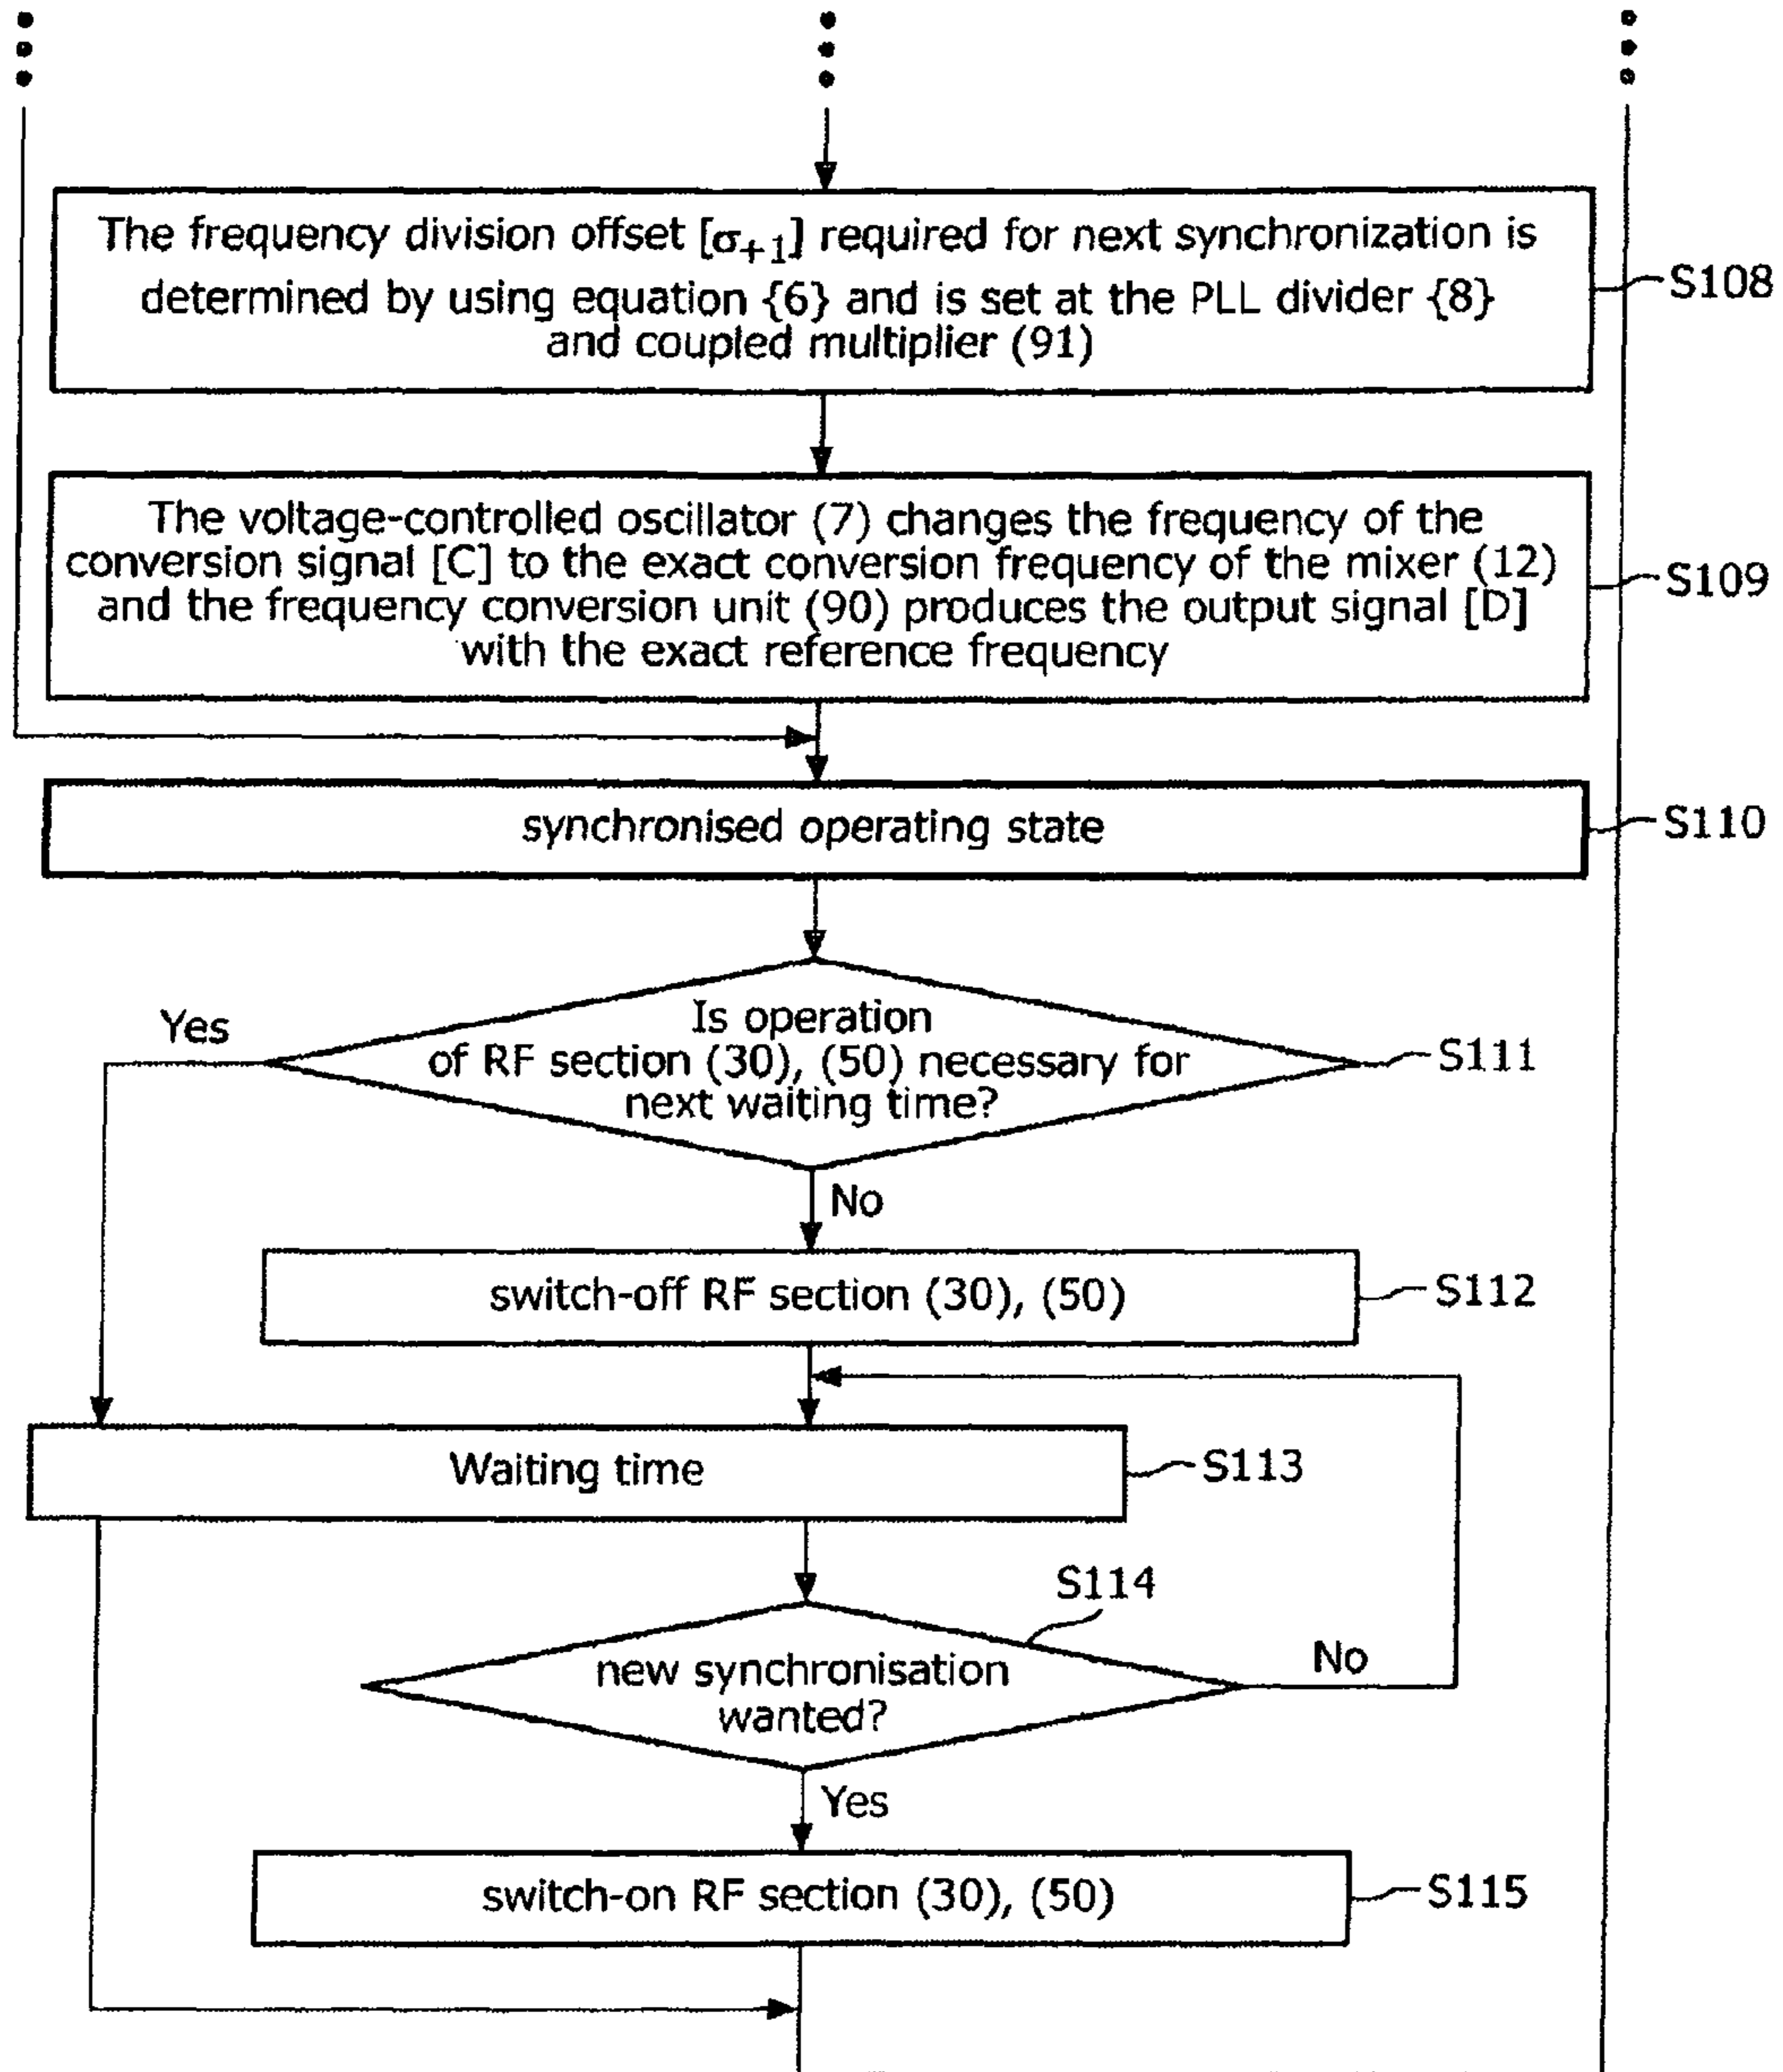 The frequency division offset [σ+1] required for next synchronization is
determined by using equation {6} and is set at the PLL divider {8}
and coupled multiplier (91)
S108
The voltage-controlled oscillator (7) changes the frequency of the
conversion signal [C] to the exact conversion frequency of the mixer (12)
and the frequency conversion unit (90) produces the output signal [D]
with the exact reference frequency
S109
synchronised operating state
S110
Yes
Is operation
of RF section (30), (50) necessary for
next waiting time?
S111
No
switch-off RF section (30), (50)
S112
Waiting time
S113
S114
new synchronisation
wanted?
No
Yes
switch-on RF section (30), (50)
S115